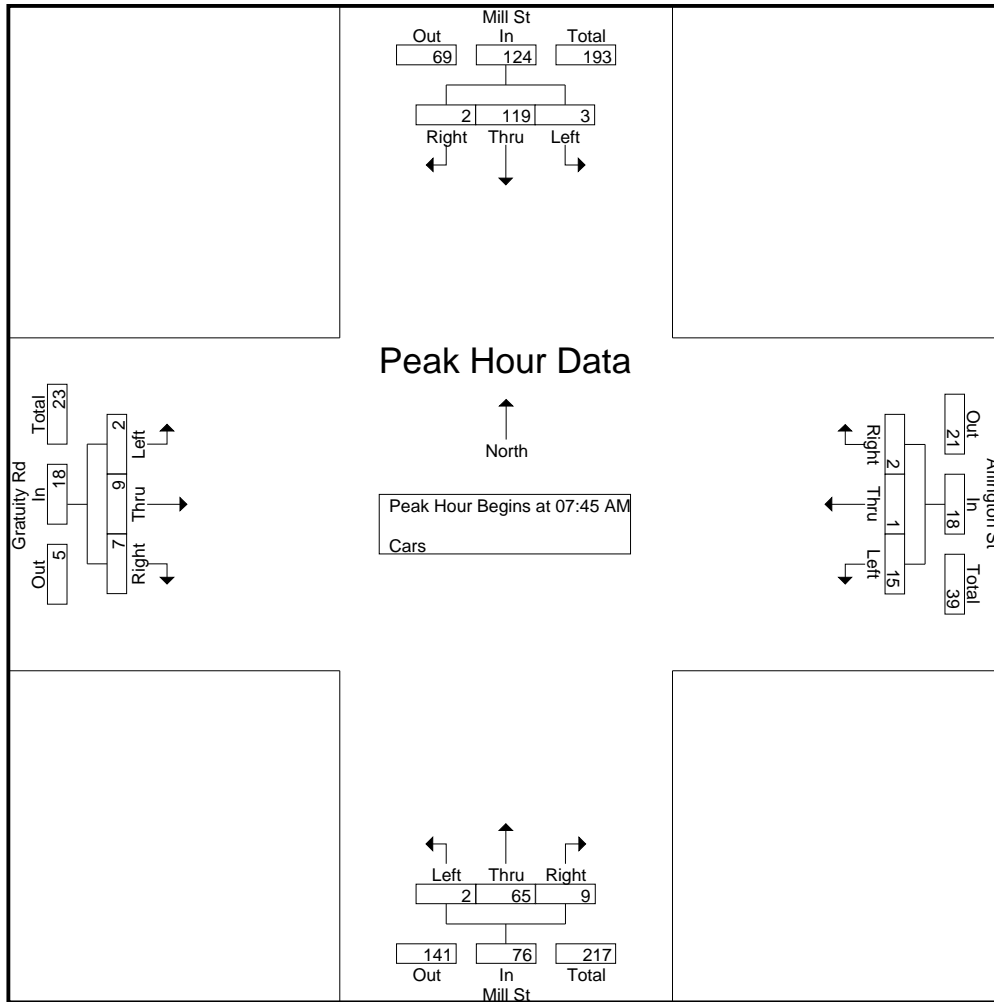 Mill St
Out In Total
69 124 193
2 119 3
Right Thru Left
Peak Hour Data
North
Peak Hour Begins at 07:45 AM
Cars
Gratuity Rd
Out In Total
5 18 23
7 9 2
Right Thru Left
Out In Total
21 18 39
2 1 15
Right Thru Left
Left Thru Right
2 65 9
141 76 217
Out In Total
Mill St